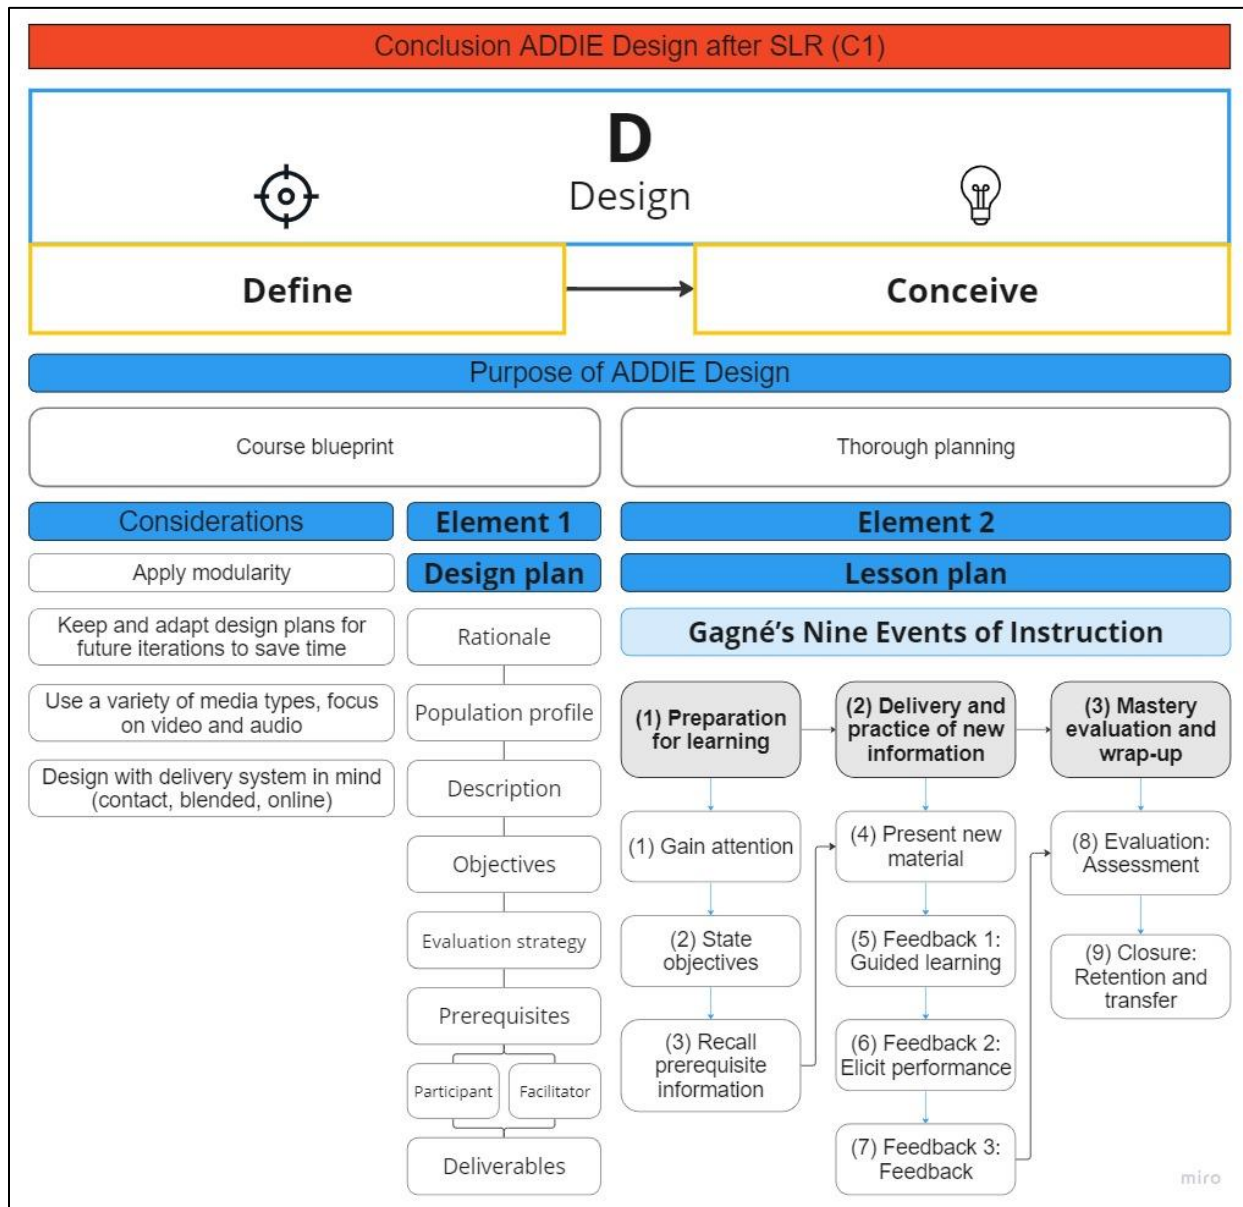 Conclusion ADDIE Design after SLR (C1)
D
Design
Define
Conceive
Purpose of ADDIE Design
Course blueprint
Thorough planning
Considerations
Apply modularity
Keep and adapt design plans for
future iterations to save time
Use a variety of media types, focus
on video and audio
Design with delivery system in mind
(contact, blended, online)
Element 1
Design plan
Rationale
Population profile
Description
Objectives
Evaluation strategy
Prerequisites
Participant
Facilitator
Deliverables
Element 2
Lesson plan
Gagné's Nine Events of Instruction
(1) Preparation
for learning
(1) Gain attention
(2) State
objectives
(3) Recall
prerequisite
information
(2) Delivery and
practice of new
information
(4) Present new
material
(5) Feedback 1:
Guided learning
(6) Feedback 2:
Elicit performance
(7) Feedback 3:
Feedback
(3) Mastery
evaluation and
wrap-up
(8) Evaluation:
Assessment
(9) Closure:
Retention and
transfer
miro